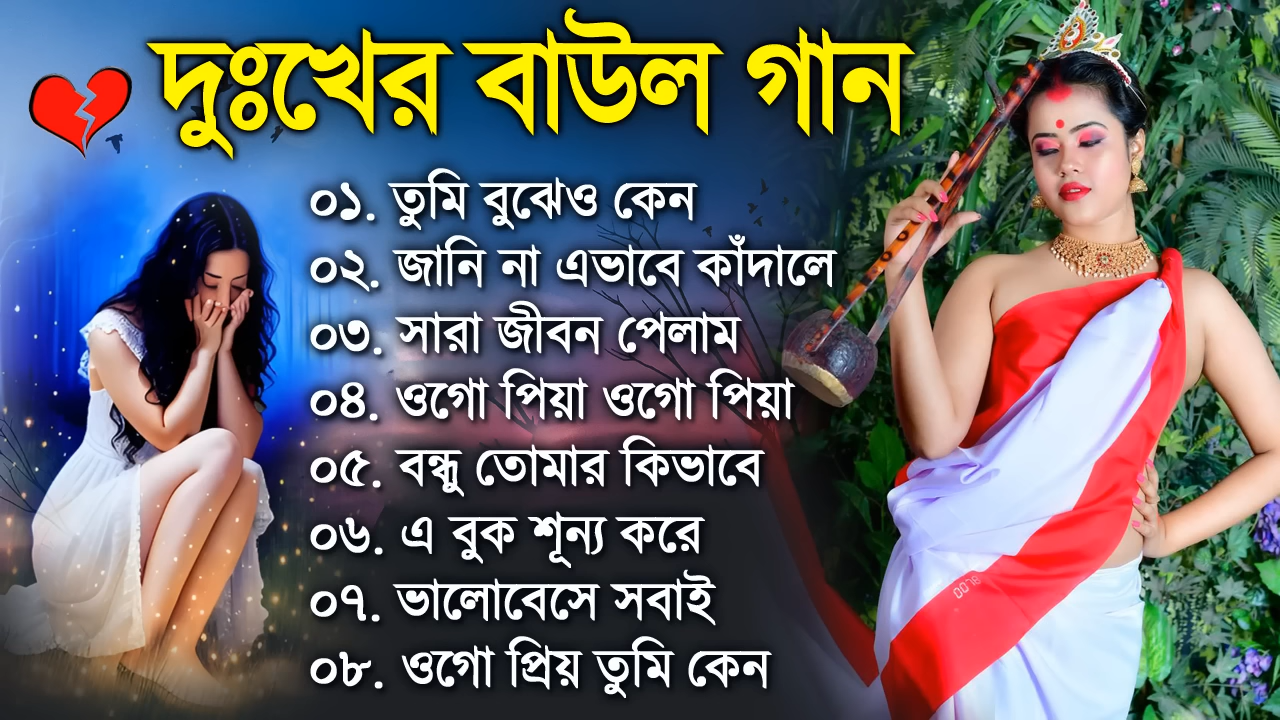 দুঃখের বাউল গান
০১. তুমি বুঝেও কেন
০২. জানি না এভাবে কাঁদালে
০৩. সারা জীবন পেলাম
০৪. ওগো পিয়া ওগো পিয়া
০৫. বন্ধু তোমার কিভাবে
০৬. এ বুক শূন্য করে
০৭. ভালোবেসে সবাই
০৮. ওগো প্রিয় তুমি কেন